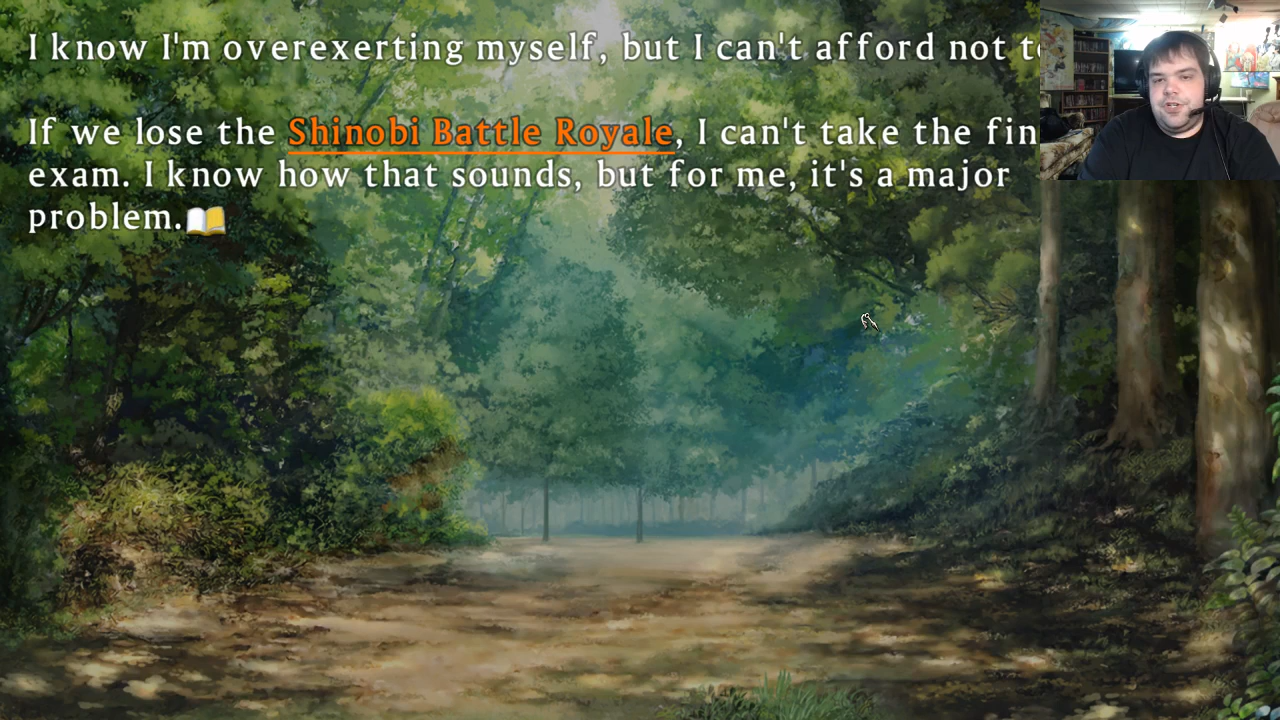 I know I'm overexerting myself, but I can't afford not
If we lose the Shinobi Battle Royale, I can't take the
exam. I know how that sounds, but for me, it's a major
problem.